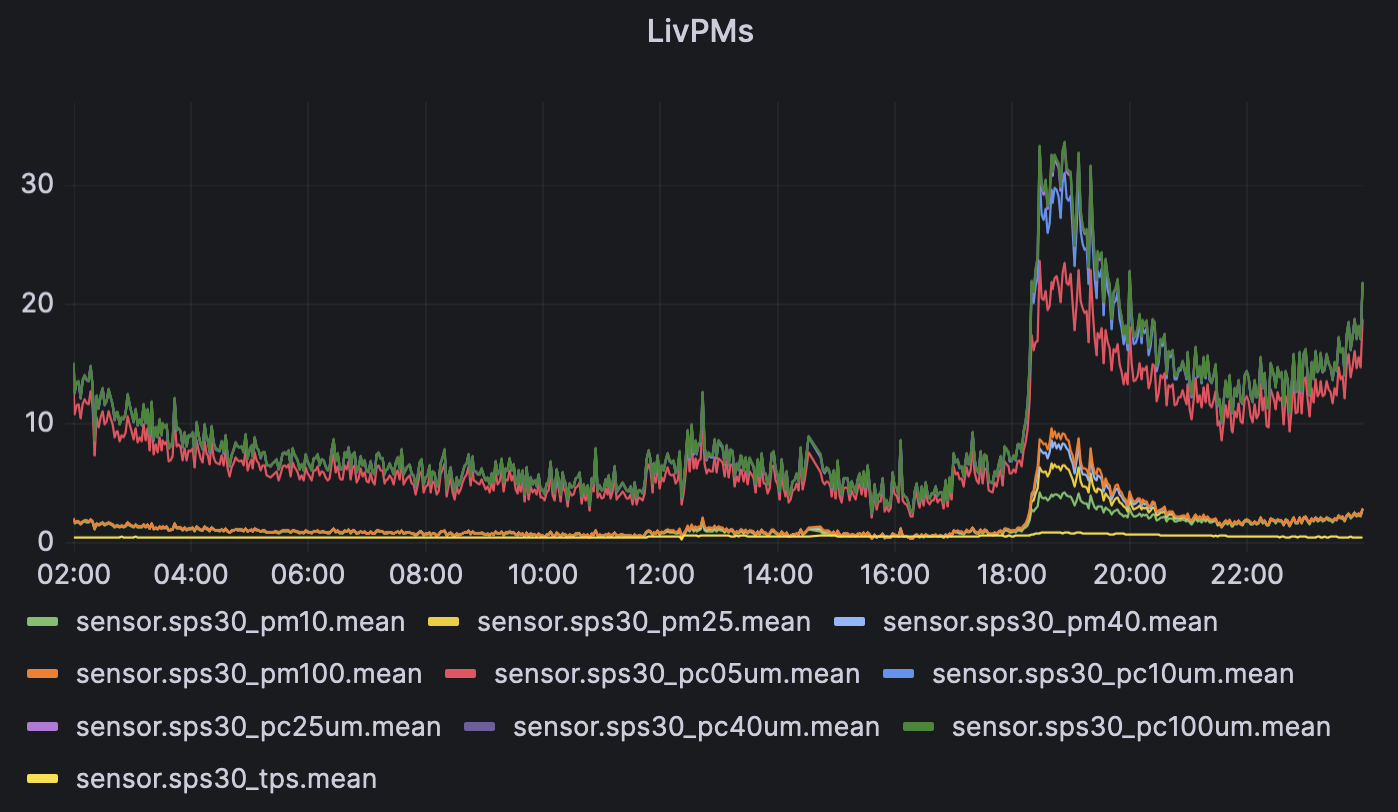 LivPMs
30
20
10
0
02:00 04:00 06:00 08:00 10:00 12:00 14:00 16:00 18:00 20:00 22:00
sensor.sps30_pm10.mean sensor.sps30_pm25.mean sensor.sps30_pm40.mean
sensor.sps30_pm100.mean sensor.sps30_pc05um.mean sensor.sps30_pc10um.mean
sensor.sps30_pc25um.mean sensor.sps30_pc40um.mean sensor.sps30_pc100um.mean
sensor.sps30_tps.mean